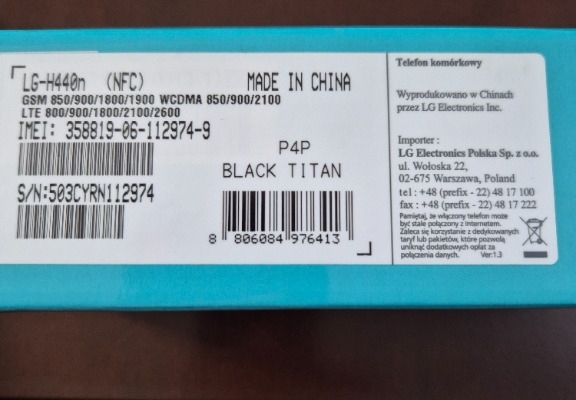 LG-H440n (NFC) MADE IN CHINA
GSM 850/900/1800/1900 WCDMA 850/900/2100
LTE 800/900/1800/2100/2600
IMEI: 358819-06-112974-9
P4P
BLACK TITAN
S/N:503CYRN112974
8 806084 976413
Telefon komórkowy
Wyprodukowano w Chinach
przez LG Electronics Inc.
Importer :
LG Electronics Polska Sp. z o.o.
ul. Wołoska 22,
02-675 Warszawa, Poland
tel : +48 (prefix - 22) 48 17 100
fax : +48 (prefix - 22) 48 17 222
Pamiętaj, że włączony telefon może
być stale połączony z internetem.
Zaleca się korzystanie z dedykowanych
taryf lub pakietów, które pozwolą
uniknąć dodatkowych opłat za
połączenia danych. Ver:1.3